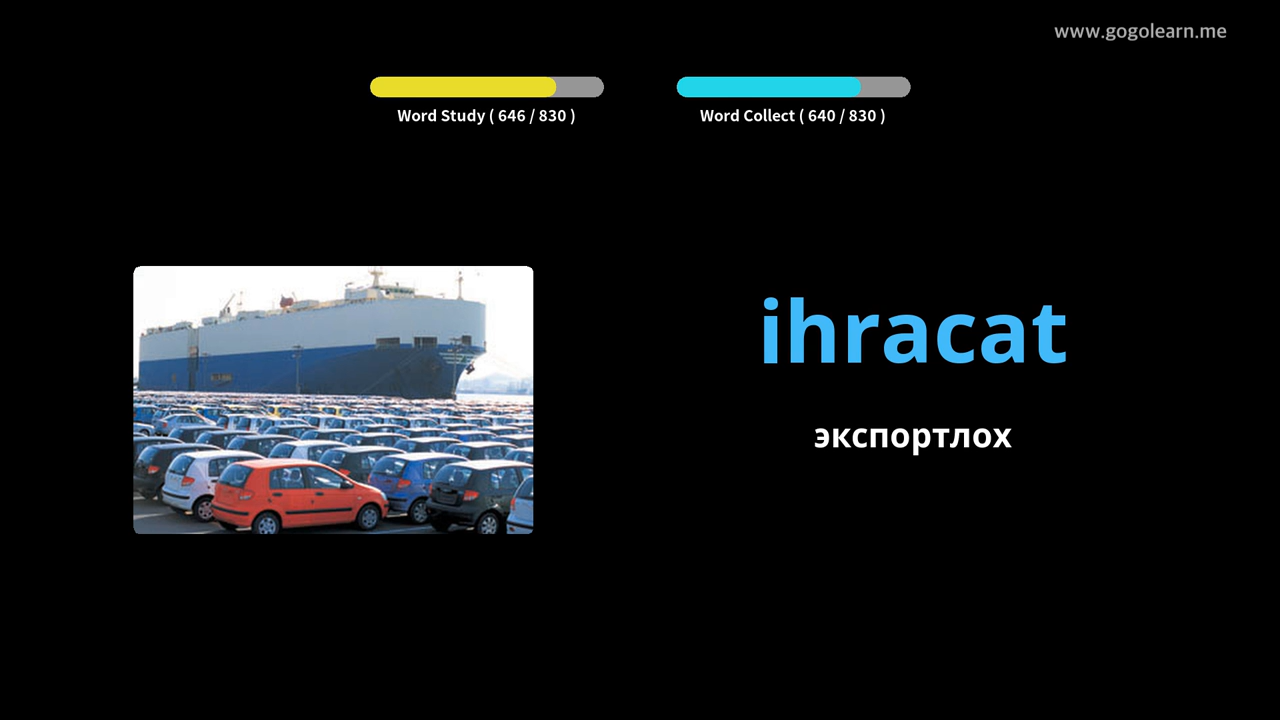 www.gogolearn.me
Word Study ( 646 / 830 )
Word Collect ( 640 / 830 )
ihracat
экспортлох